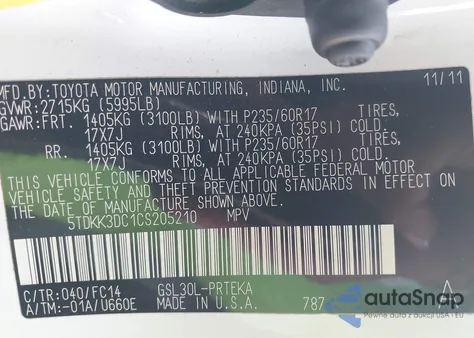 MFD.BY:TOYOTA MOTOR MANUFACTURING, INDIANA, INC. 11/11
GVWR:2715KG (5995LB)
GAWR:FRT. 1405KG (3100LB) WITH P235/60R17 TIRES,
17X7J RIMS, AT 240KPA (35PSI) COLD.
RR. 1405KG (3100LB) WITH P235/60R17 TIRES,
17X7J RIMS, AT 240KPA (35PSI) COLD.
THIS VEHICLE CONFORMS TO ALL APPLICABLE FEDERAL MOTOR
VEHICLE SAFETY AND THEFT PREVENTION STANDARDS IN EFFECT ON
THE DATE OF MANUFACTURE SHOWN ABOVE.
5TDKK3DC1CS205210 MPV
C/TR:040/FC14 GSL30L-PRTEKA
A/TM:-01A/U660E MADE IN U.S.A. 787
autoSnap